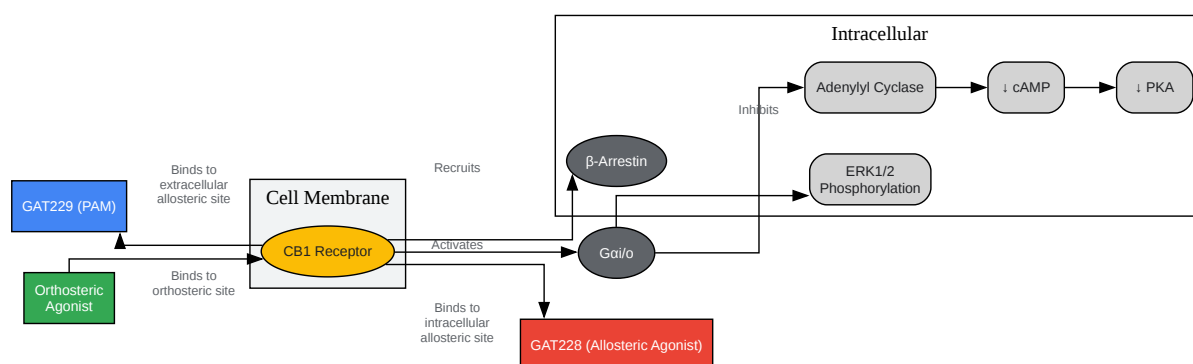 Intracellular
Adenylyl Cyclase
↓ cAMP
↓ PKA
Inhibits
β-Arrestin
ERK1/2
Phosphorylation
Recruits
Binds to
extracellular
allosteric site
GAT229 (PAM)
Cell Membrane
CB1 Receptor
Activates
Gαi/o
Orthosteric
Agonist
Binds to
orthosteric site
Binds to
intracellular
allosteric site
GAT228 (Allosteric Agonist)